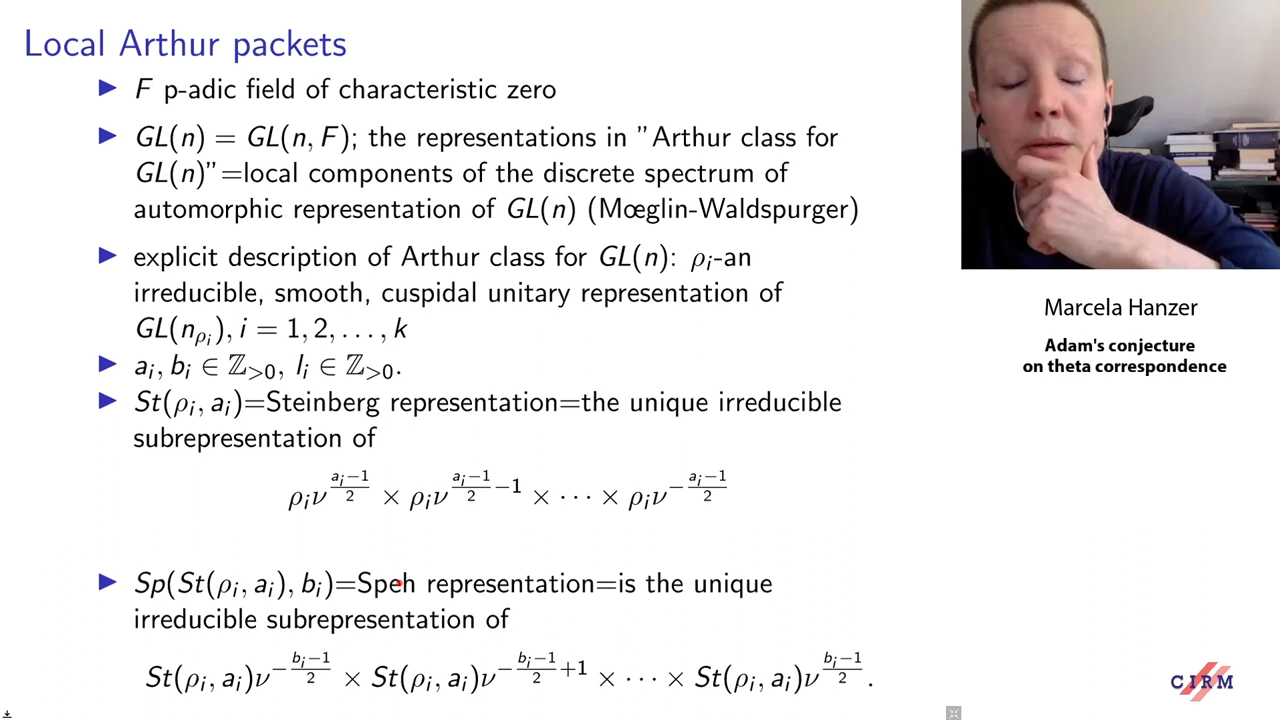 Local Arthur packets
▶ F p-adic field of characteristic zero
▶ GL(n) = GL(n, F); the representations in ”Arthur class for
GL(n)”=local components of the discrete spectrum of
automorphic representation of GL(n) (Mœglin-Waldspurger)
▶ explicit description of Arthur class for GL(n): ρ_i-an
irreducible, smooth, cuspidal unitary representation of
GL(n_{ρ_i}), i = 1, 2, . . . , k
▶ a_i, b_i ∈ ℤ_{>0}, l_i ∈ ℤ_{>0}.
▶ St(ρ_i, a_i)=Steinberg representation=the unique irreducible
subrepresentation of
ρ_iν^{\frac{a_i−1}{2}} × ρ_iν^{\frac{a_i−1}{2}−1} × · · · × ρ_iν^{−\frac{a_i−1}{2}}
▶ Sp(St(ρ_i, a_i), b_i)=Speh representation=is the unique
irreducible subrepresentation of
St(ρ_i, a_i)ν^{−\frac{b_i−1}{2}} × St(ρ_i, a_i)ν^{−\frac{b_i−1}{2}+1} × · · · × St(ρ_i, a_i)ν^{\frac{b_i−1}{2}}.
Marcela Hanzer
Adam's conjecture
on theta correspondence
CIRM